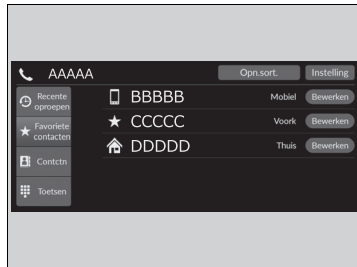 AAAAA
Opn.sort.
Instelling
Recente
oproepen
BBBBB
Mobiel
Bewerken
Favoriete
contacten
CCCCC
Voork
Bewerken
DDDDD
Thuis
Bewerken
Contctn
Toetsen